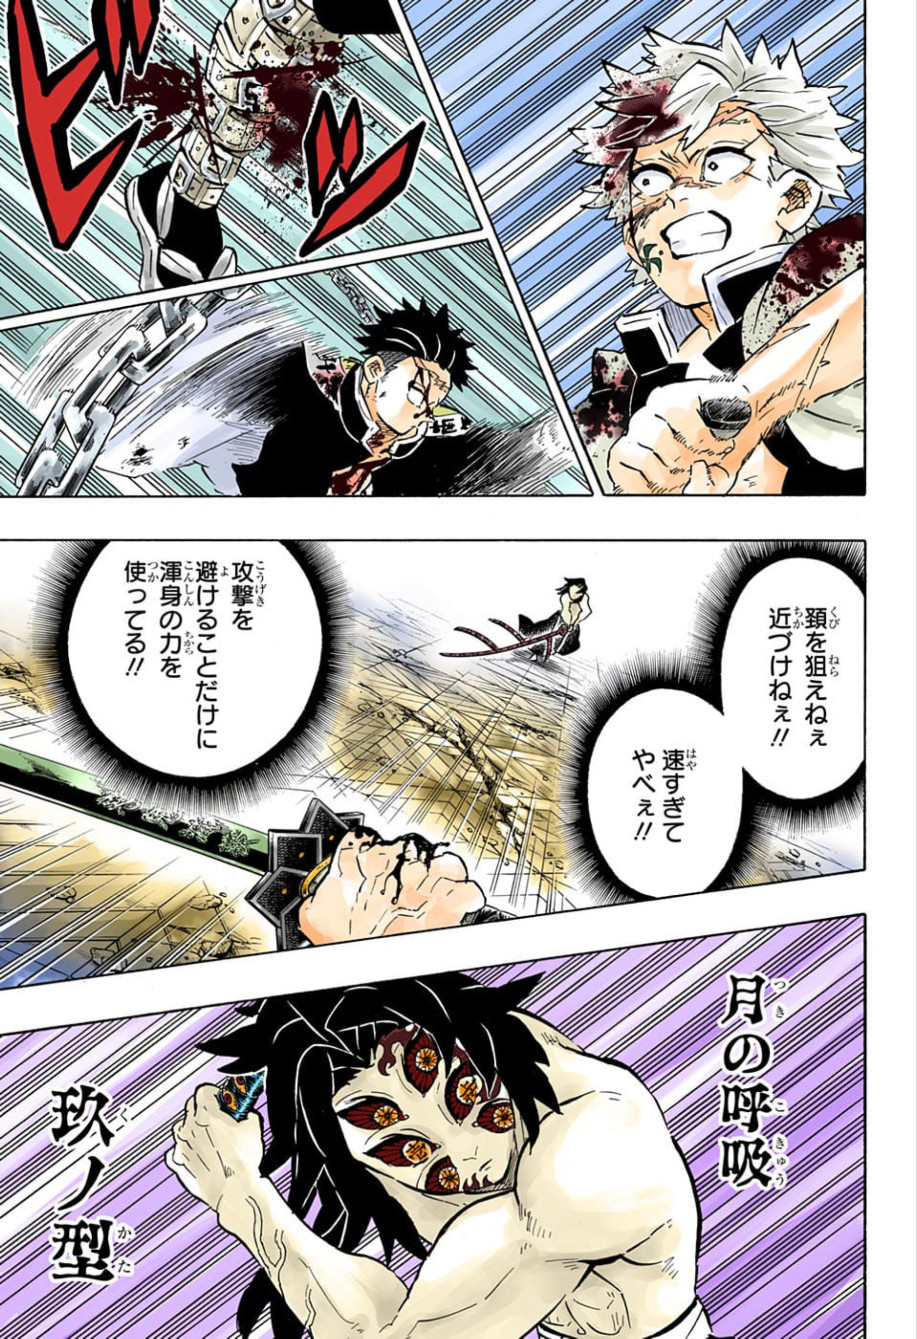 ビッ
頚を狙えねぇ
近づけねぇ!!
速すぎて
やべぇ!!
攻撃を
避けることだけに
渾身の力を
使ってる!!
月の呼吸
玖ノ型